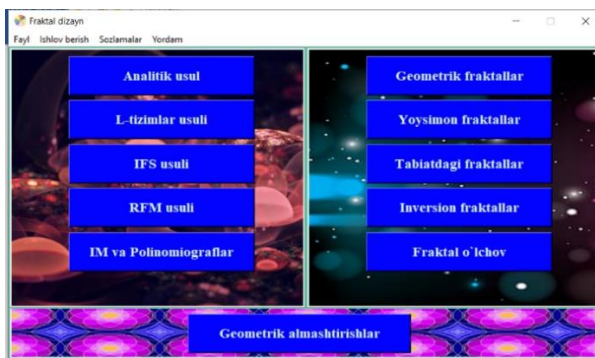 Fraktal dizayn
Fayl Ishlov berish Sozlamalar Yordam
Analitik usul
L-tizimlar usuli
IFS usuli
RFM usuli
IM va Polinomiograflar
Geometrik fraktallar
Yoysimon fraktallar
Tabiatdagi fraktallar
Inversion fraktallar
Fraktal o`lchov
Geometrik almashtirishlar